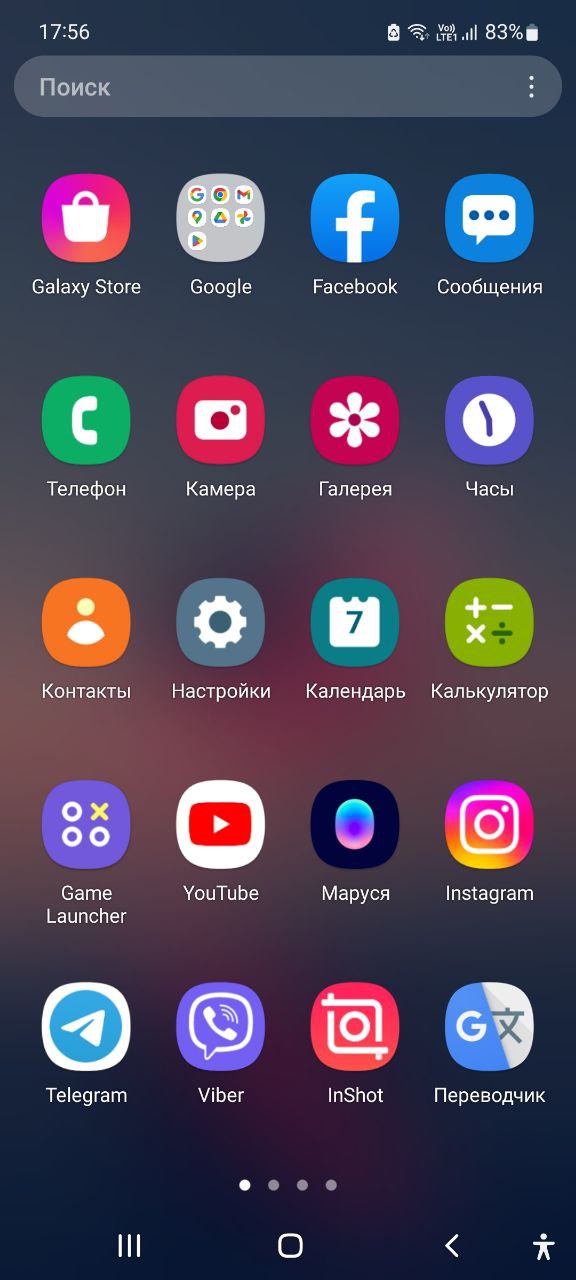 17:56
Vo)) LTE1 83%
Поиск
Galaxy Store
Google
Facebook
Сообщения
Телефон
Камера
Галерея
Часы
7
Контакты
Настройки
Календарь
Калькулятор
Game
Launcher
YouTube
Маруся
Instagram
G 文
Telegram
Viber
InShot
Переводчик